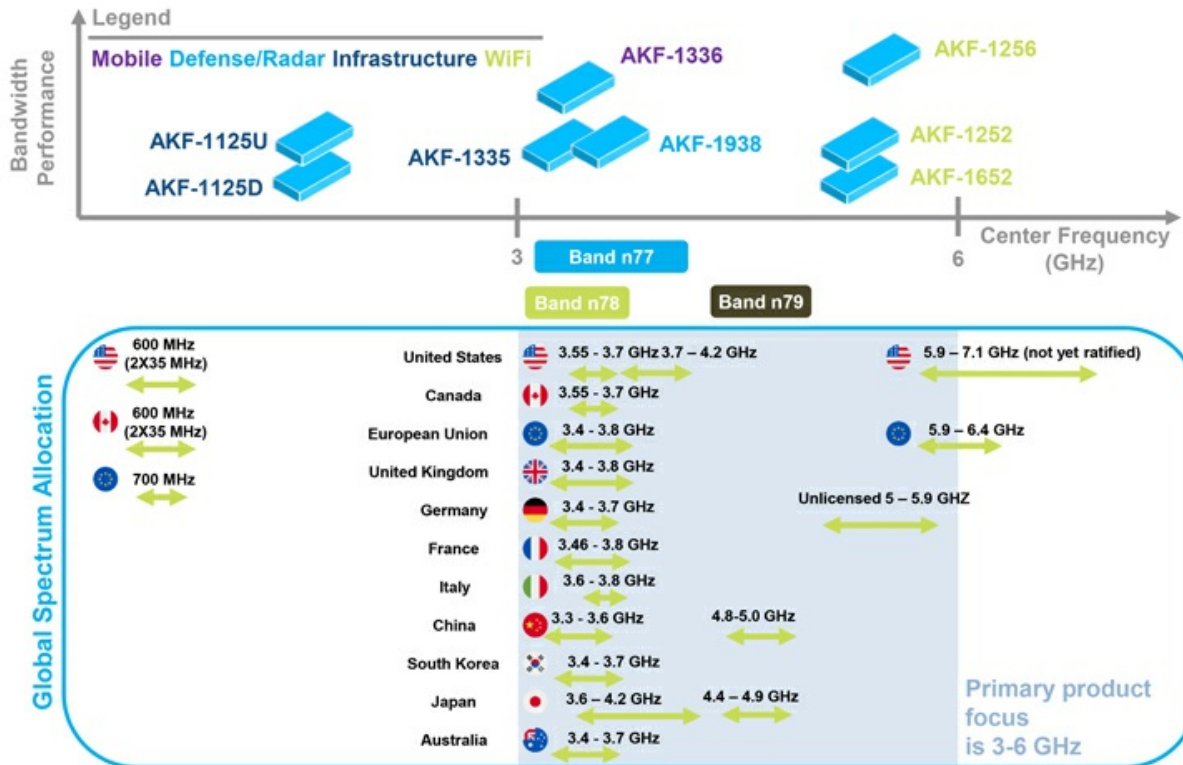 Legend
Mobile Defense/Radar Infrastructure WiFi
Bandwidth
Performance
AKF-1336
AKF-1256
AKF-1125U
AKF-1335
AKF-1938
AKF-1252
AKF-1125D
AKF-1652
3
6
Center Frequency
(GHz)
Band n77
Band n78
Band n79
Global Spectrum Allocation
600 MHz
(2X35 MHz)
United States
3.55 - 3.7 GHz 3.7 – 4.2 GHz
5.9 – 7.1 GHz (not yet ratified)
600 MHz
(2X35 MHz)
Canada
3.55 - 3.7 GHz
European Union
3.4 - 3.8 GHz
5.9 – 6.4 GHz
700 MHz
United Kingdom
3.4 - 3.8 GHz
Unlicensed 5 – 5.9 GHZ
Germany
3.4 - 3.7 GHz
France
3.46 - 3.8 GHz
Italy
3.6 - 3.8 GHz
China
3.3 - 3.6 GHz
4.8-5.0 GHz
South Korea
3.4 - 3.7 GHz
Japan
3.6 – 4.2 GHz
4.4 – 4.9 GHz
Australia
3.4 - 3.7 GHz
Primary product
focus
is 3-6 GHz